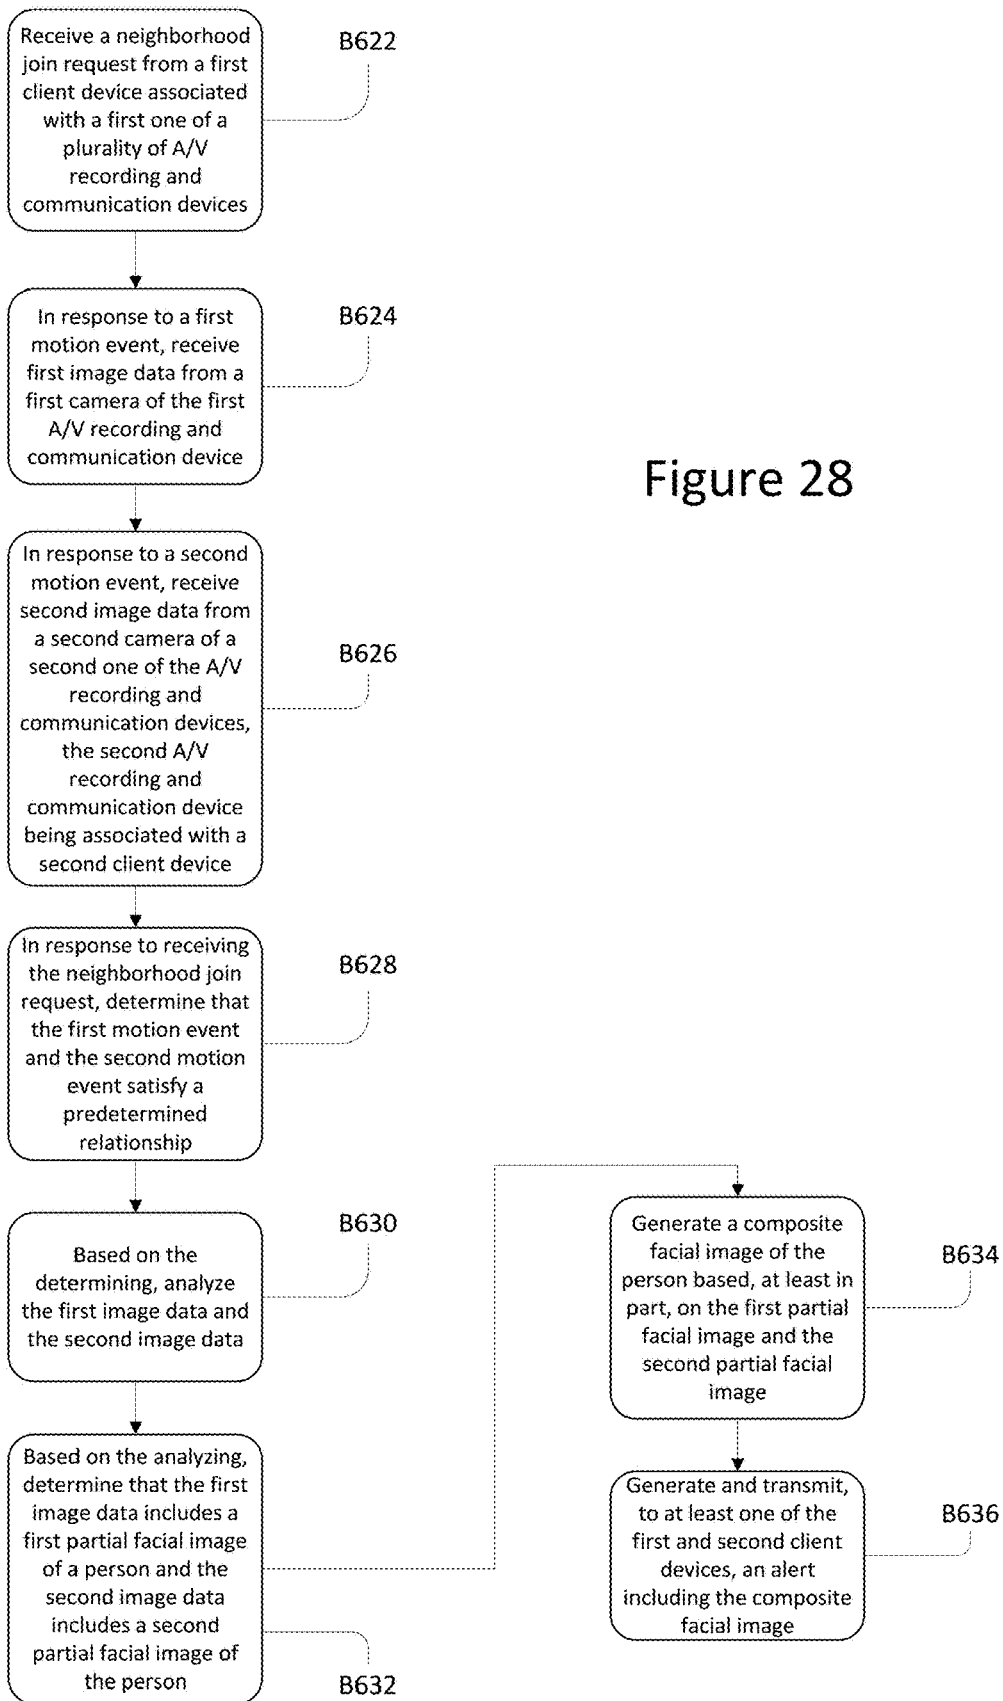 Receive a neighborhood
join request from a first
client device associated
with a first one of a
plurality of A/V
recording and
communication devices
B622
In response to a first
motion event, receive
first image data from a
first camera of the first
A/V recording and
communication device
B624
Figure 28
In response to a second
motion event, receive
second image data from
a second camera of a
second one of the A/V
recording and
communication devices,
the second A/V
recording and
communication device
being associated with a
second client device
B626
In response to receiving
the neighborhood join
request, determine that
the first motion event
and the second motion
event satisfy a
predetermined
relationship
B628
Based on the
determining, analyze
the first image data and
the second image data
B630
Based on the analyzing,
determine that the first
image data includes a
first partial facial image
of a person and the
second image data
includes a second
partial facial image of
the person
B632
Generate a composite
facial image of the
person based, at least in
part, on the first partial
facial image and the
second partial facial
image
B634
Generate and transmit,
to at least one of the
first and second client
devices, an alert
including the composite
facial image
B636